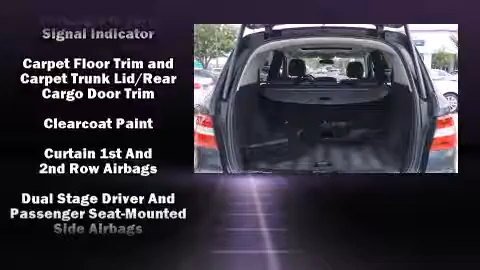 Signal Indicator
Carpet Floor Trim and
Carpet Trunk Lid/Rear
Cargo Door Trim
Clearcoat Paint
Curtain 1st And
2nd Row Airbags
Dual Stage Driver And
Passenger Seat-Mounted
Side Airbags